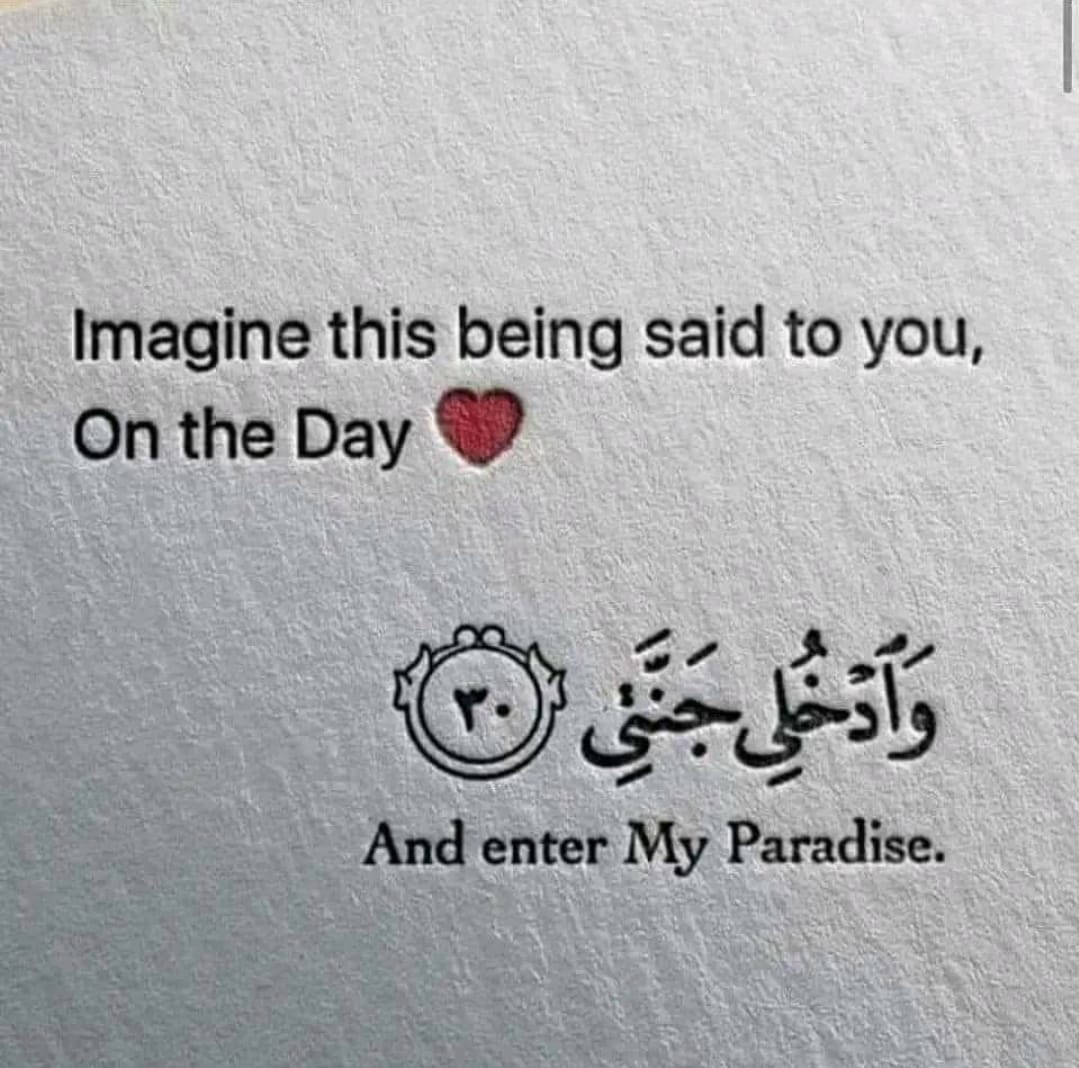 Imagine this being said to you,
On the Day ❤️
وَٱدْخُلِي جَنَّتِي ٣٠
And enter My Paradise.